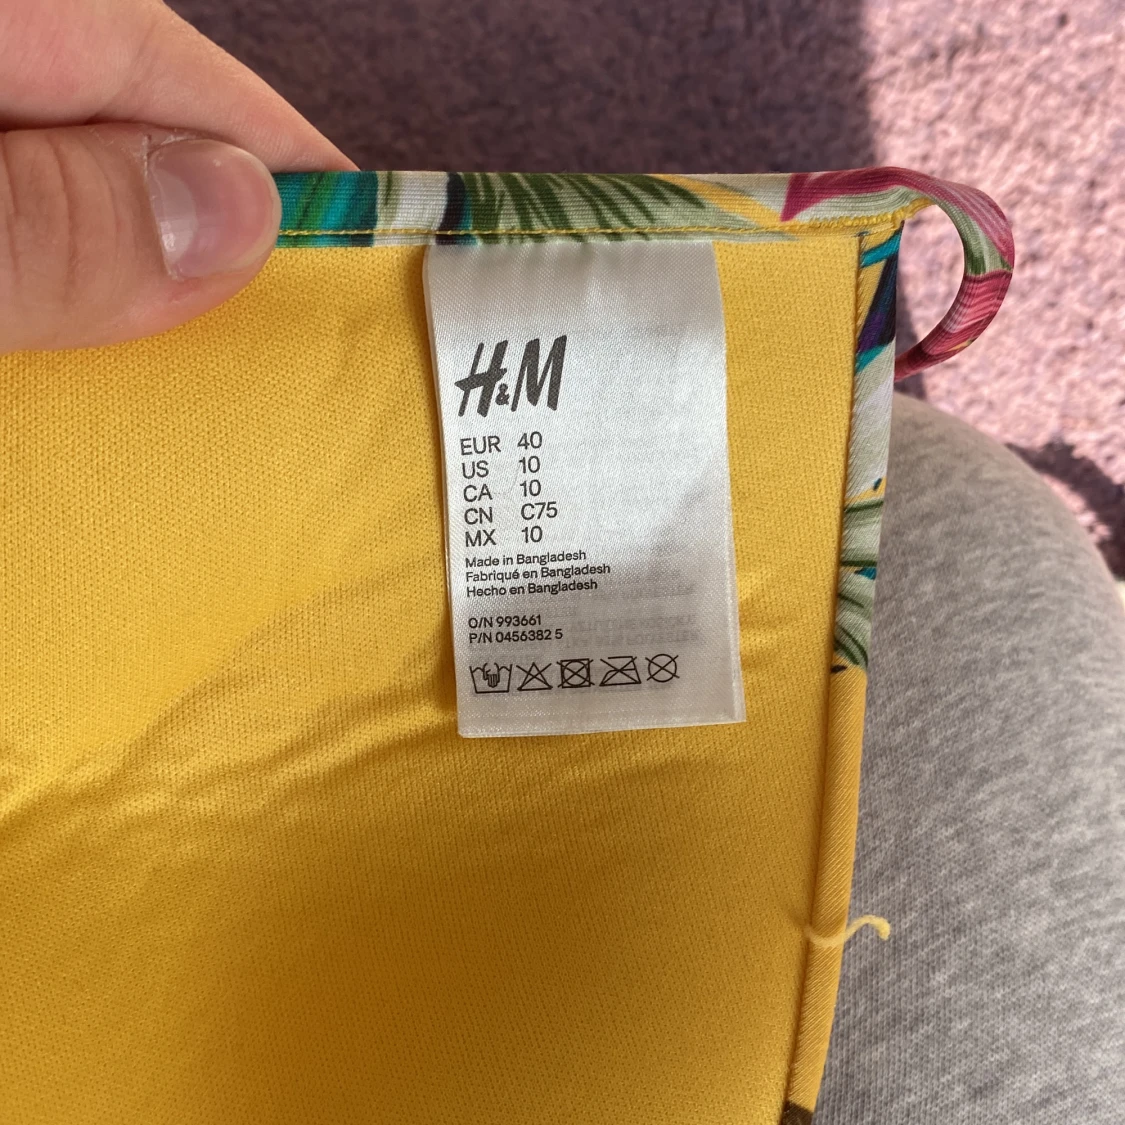 H&M
EUR 40
US 10
CA 10
CN C75
MX 10
Made in Bangladesh
Fabriqué en Bangladesh
Hecho en Bangladesh
O/N 993661
P/N 0456382 5